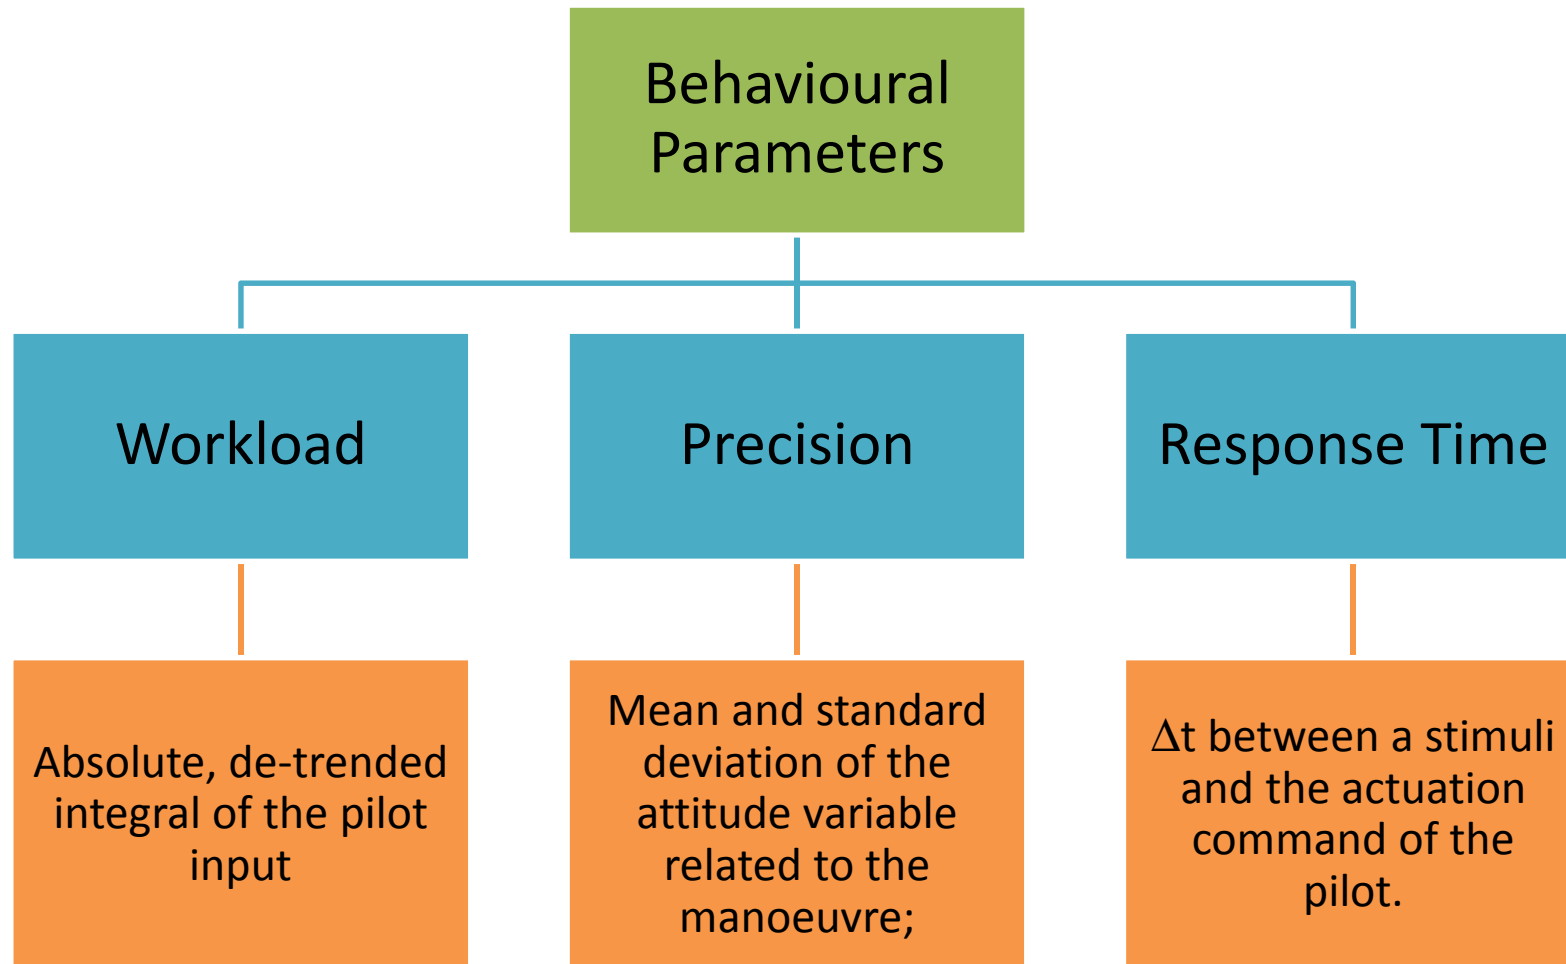 Behavioural
Parameters
Workload
Precision
Response Time
Absolute, de-trended
integral of the pilot
input
Mean and standard
deviation of the
attitude variable
related to the
manoeuvre;
Δt between a stimuli
and the actuation
command of the
pilot.